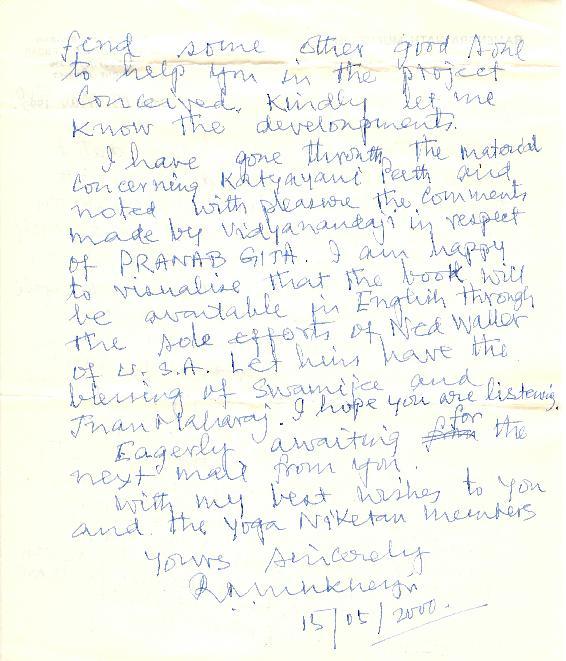 find some other good soul
to help you in the project
Conceived. Kindly let me
know the developments.
I have gone through the material
concerning Katyayani Peeth and
noted with pleasure the comments
made by Vidyanandaji in respect
of PRANAB GITA. I am happy
to visualise that the book will
be available in English through
the sole efforts of Ned Waller
of U.S.A. Let him have the
blessing of Swamijee and
Jnan Maharaj. I hope you are listening.
Eagerly awaiting for the
next mail from you.
With my best wishes to you
and the Yoga Niketan members
Yours Sincerely
15/05/2000.